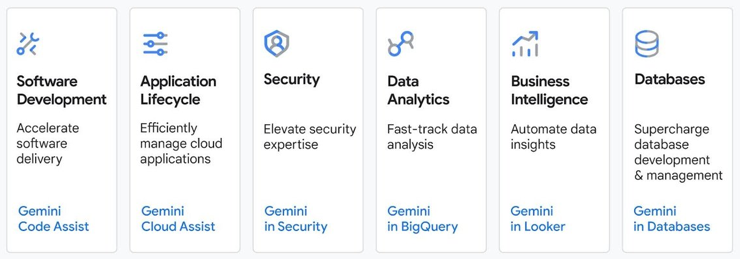 Software
Development
Accelerate
software
delivery
Gemini
Code Assist
Application
Lifecycle
Efficiently
manage cloud
applications
Gemini
Cloud Assist
Security
Elevate security
expertise
Gemini
in Security
Data
Analytics
Fast-track data
analysis
Gemini
in BigQuery
Business
Intelligence
Automate data
insights
Gemini
in Looker
Databases
Supercharge
database
development
& management
Gemini
in Databases